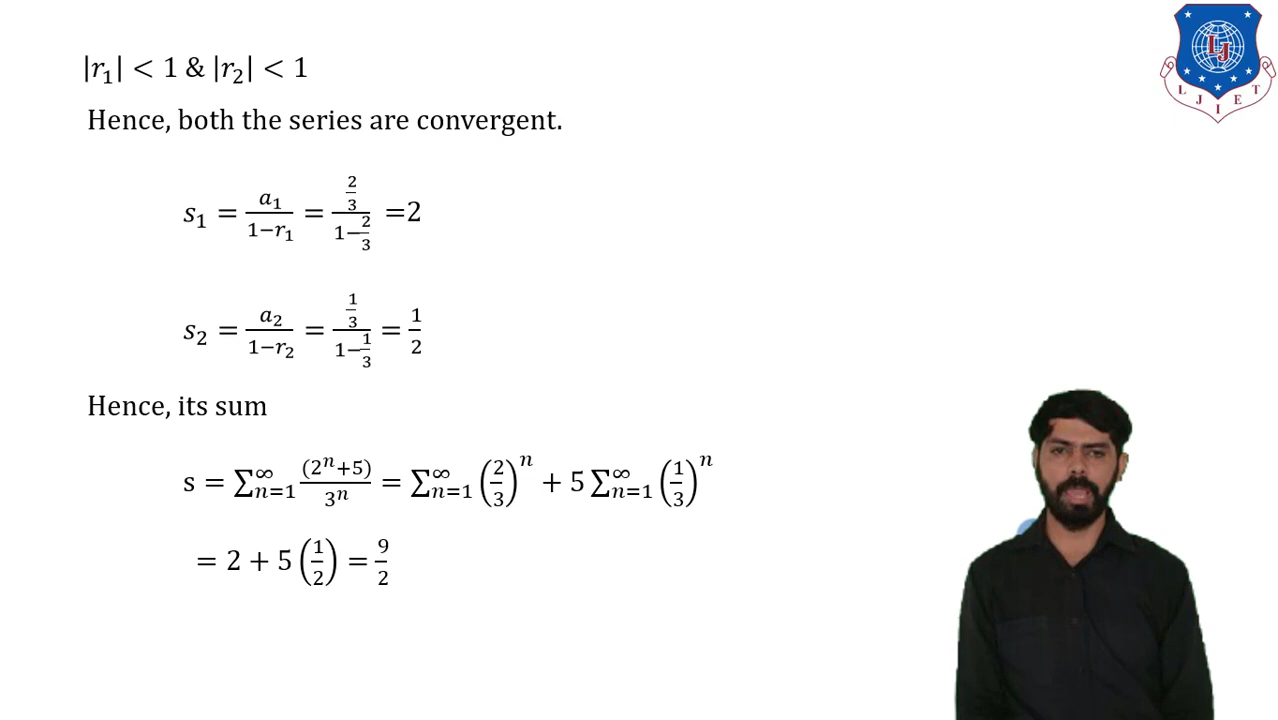 |r₁| < 1 & |r₂| < 1
Hence, both the series are convergent.
s₁ = a₁/(1−r₁) = (2/3)/(1−2/3) =2
s₂ = a₂/(1−r₂) = (1/3)/(1−1/3) = 1/2
Hence, its sum
s = ∑_{n=1}^{∞} (2ⁿ+5)/3ⁿ = ∑_{n=1}^{∞} (2/3)ⁿ + 5 ∑_{n=1}^{∞} (1/3)ⁿ
= 2 + 5 (1/2) = 9/2
LJ
L J I E T